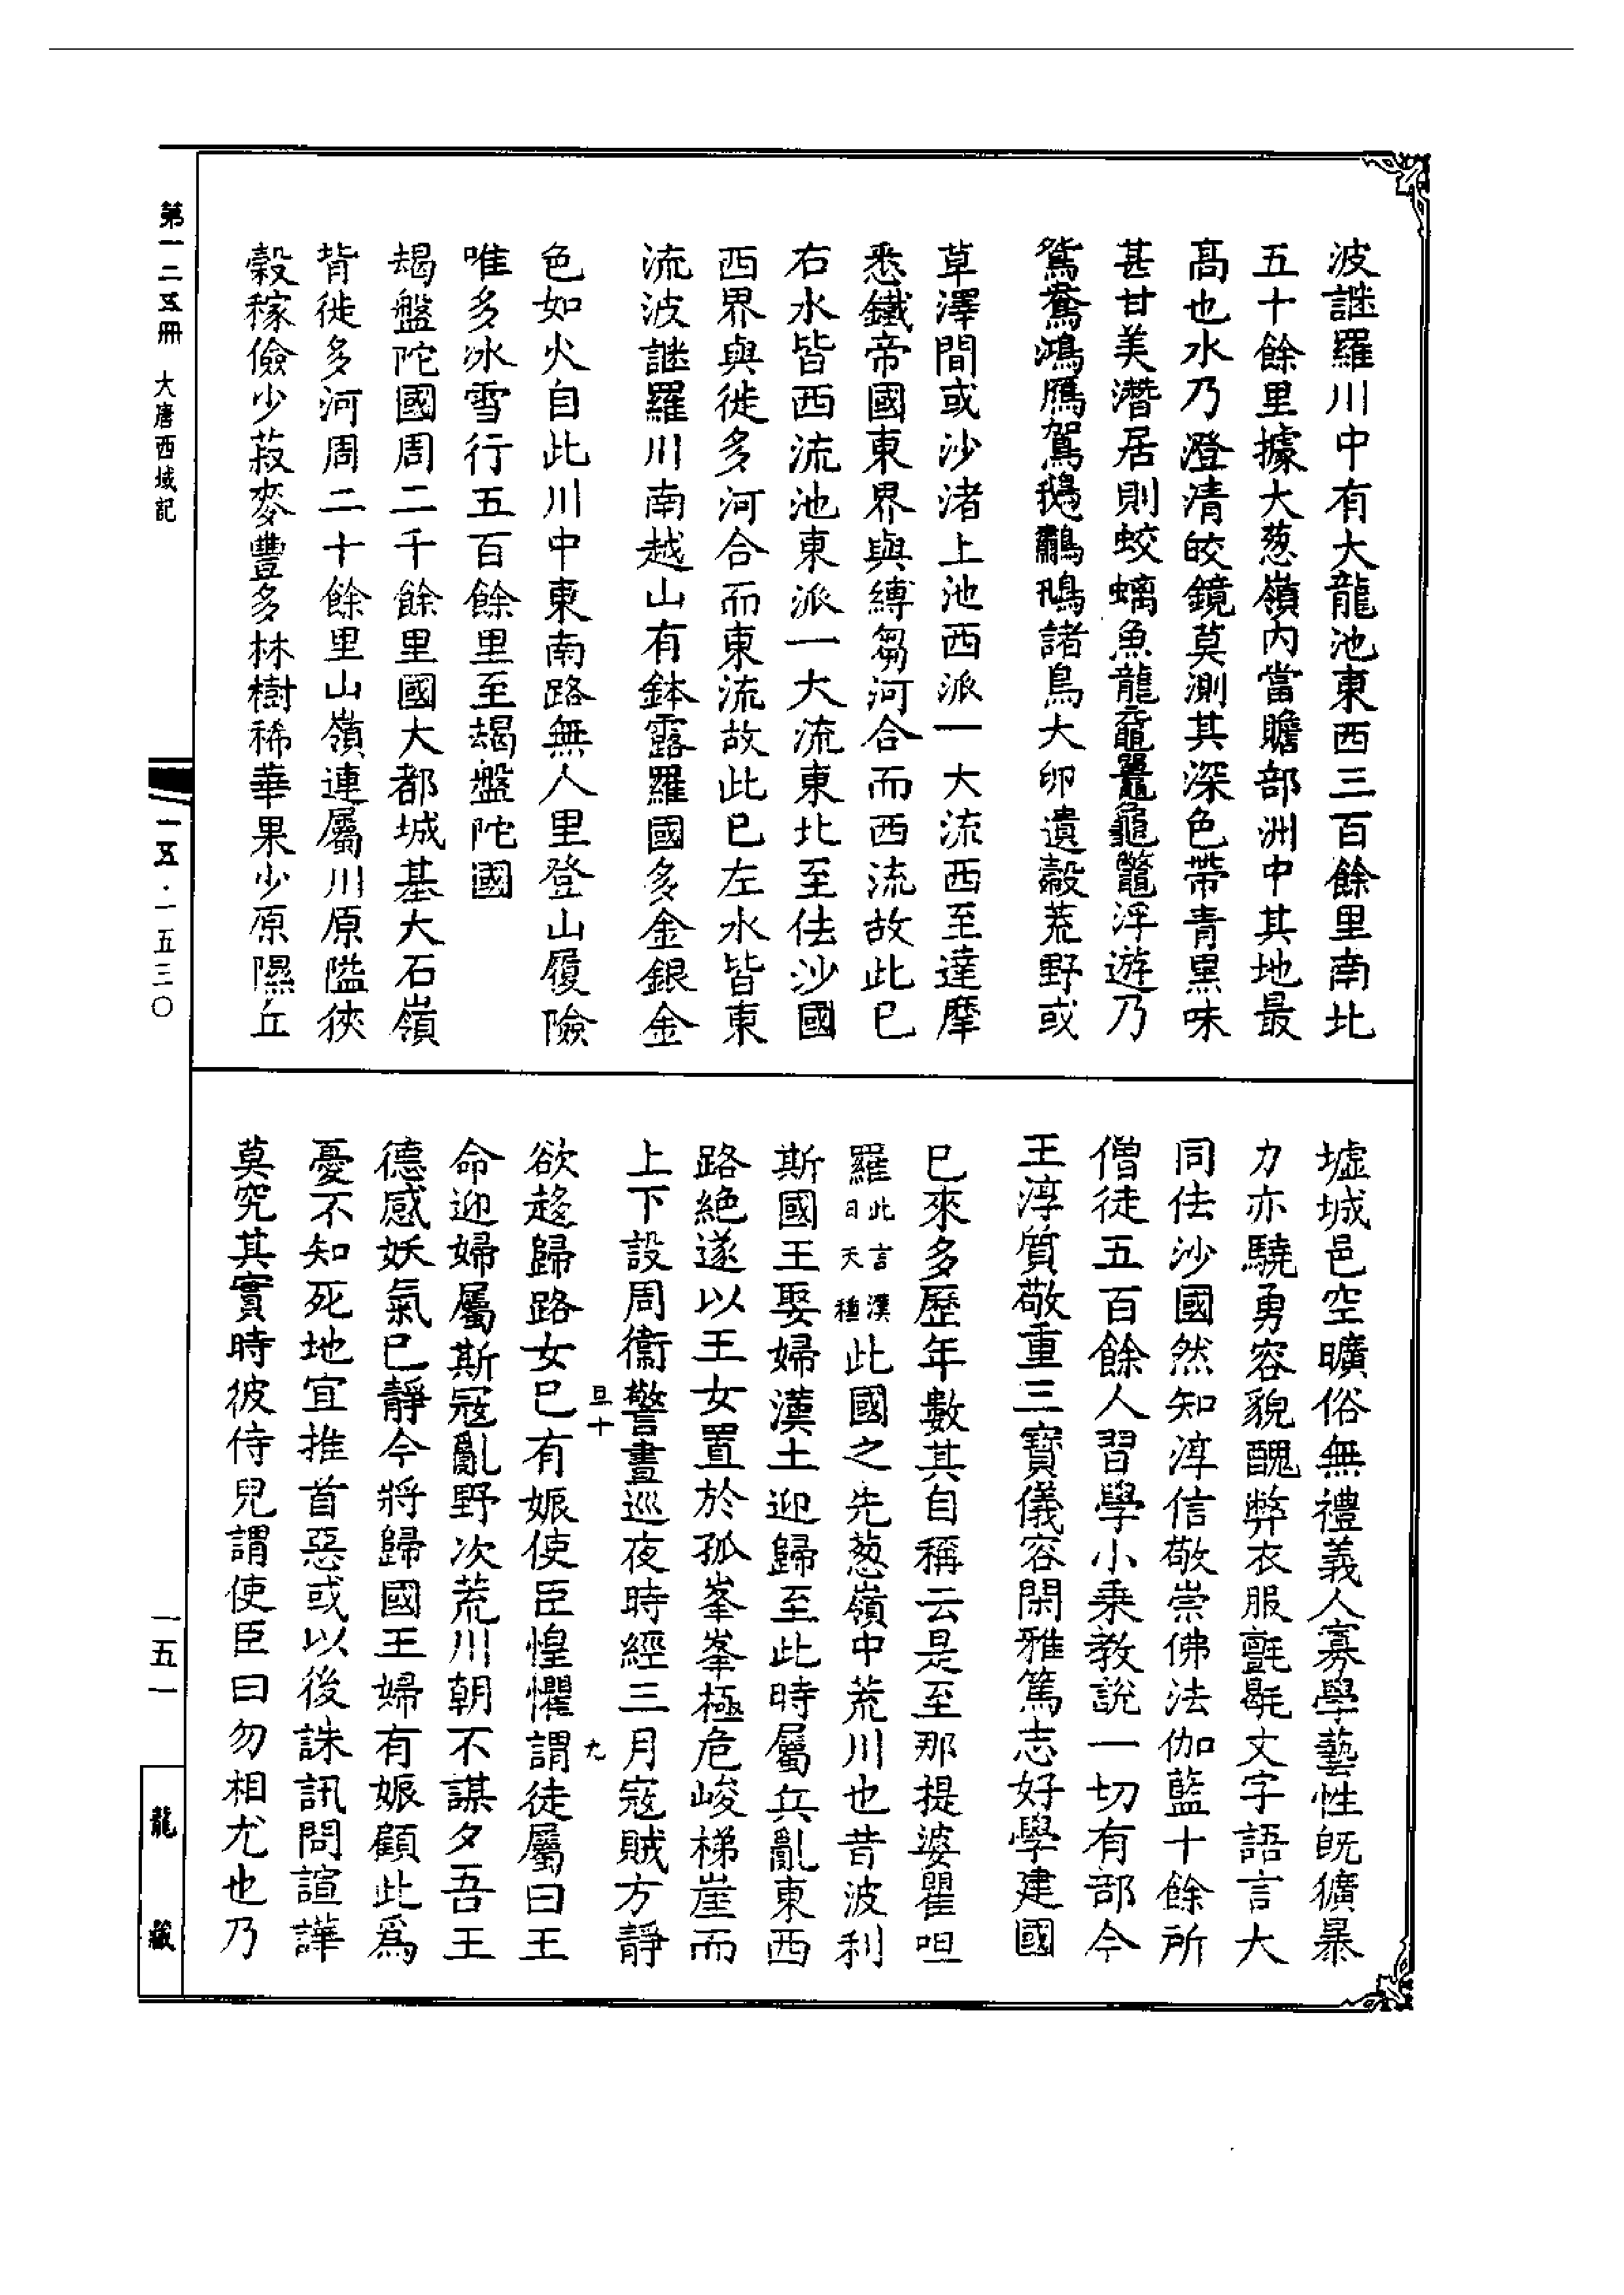 波謎羅川中有大龍池東西三百餘里南北
五十餘里據大葱嶺內當贍部洲中其地最
高也水乃澄清皎鏡莫測其深色帶青黑味
甚甘美潛居則蛟螭魚龍黿鼉龜鼈浮遊乃
鴛鴦鴻鴈鴐鵝鷫鳵諸鳥大卵遺鷇荒野或
草澤間或沙渚上池西派一大流西至達摩
悉鐵帝國東界與縛芻河合而西流故此已
右水皆西流池東派一大流東北至佉沙國
西界與徙多河合而東流故此已左水皆東
流波謎羅川南越山有鉢露羅國多金銀金
色如火自此川中東南路無人里登山履險
唯多冰雪行五百餘里至朅盤陀國
朅盤陀國周二千餘里國大都城基大石嶺
背徙多河周二十餘里山嶺連屬川原隘狹
穀稼儉少菽麥豐多林樹稀華果少原隰丘
墟城邑空曠俗無禮義人寡學藝性既獷暴
力亦驍勇容貌醜弊衣服氈毼文字語言大
同佉沙國然知淳信敬崇佛法伽藍十餘所
僧徒五百餘人習學小乘教說一切有部今
王淳質敬重三寶儀容閑雅篤志好學建國
已來多歷年數其自稱云是至那提婆瞿呾
羅此言漢日天種此國之先葱嶺中荒川也昔波利
斯國王娶婦漢土迎歸至此時屬兵亂東西
路絕遂以王女置於孤峯峯極危峻梯崖而
上下設周衛警晝巡夜時經三月寇賊方靜
旦十
九
欲趍歸路女已有娠使臣惶懼謂徒屬曰王
命迎婦屬斯寇亂野次荒川朝不謀夕吾王
德感妖氣已靜今將歸國王婦有娠顧此爲
憂不知死地宜推首惡或以後誅訊問諠譁
莫究其實時彼侍兒謂使臣曰勿相尤也乃
第一二五冊 大唐西域記
一五·一五三〇
一五一
龍藏